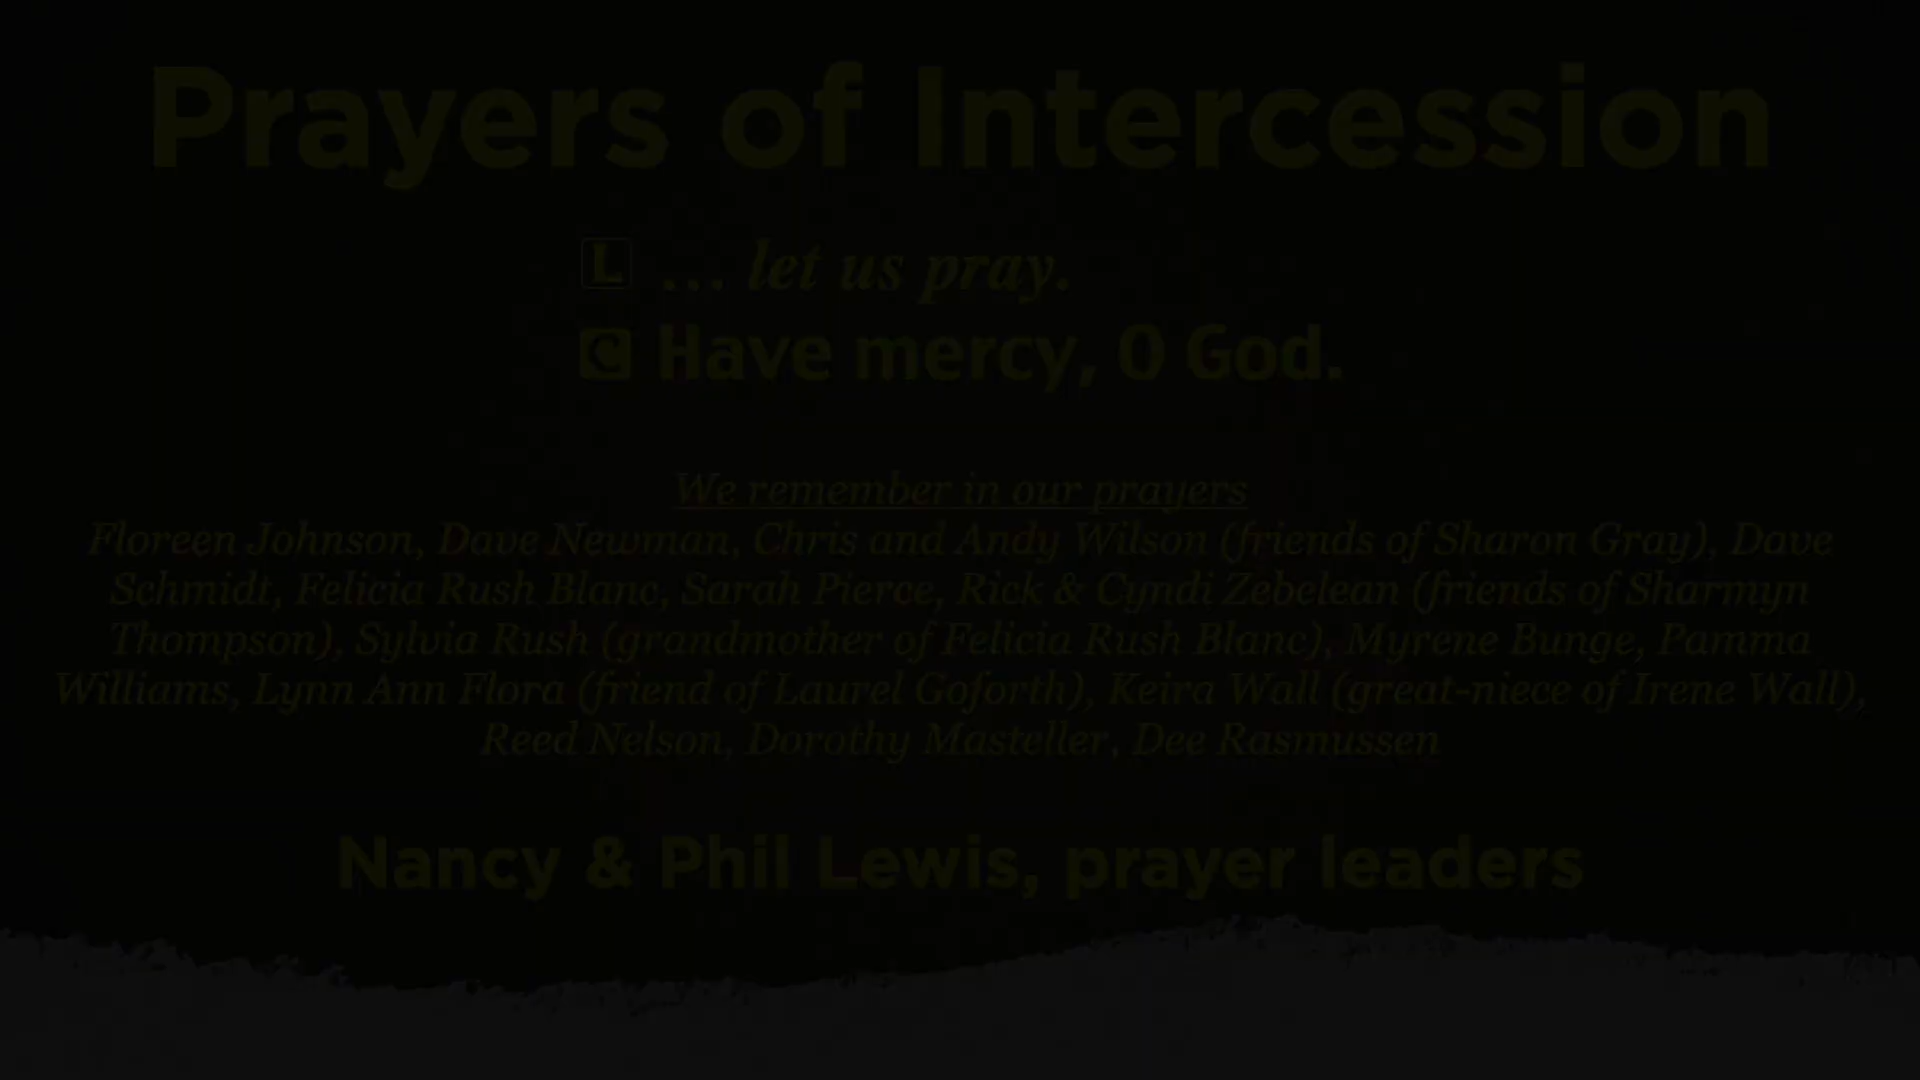 Prayers of Intercession
L ... let us pray.
C Have mercy, O God.
We remember in our prayers
Floreen Johnson, Dave Newman, Chris and Andy Wilson (friends of Sharon Gray), Dave
Schmidt, Felicia Rush Blanc, Sarah Pierce, Rick & Cyndi Zebelean (friends of Sharmyn
Thompson), Sylvia Rush (grandmother of Felicia Rush Blanc), Myrene Bunge, Pamma
Williams, Lynn Ann Flora (friend of Laurel Goforth), Keira Wall (great-niece of Irene Wall),
Reed Nelson, Dorothy Masteller, Dee Rasmussen
Nancy & Phil Lewis, prayer leaders